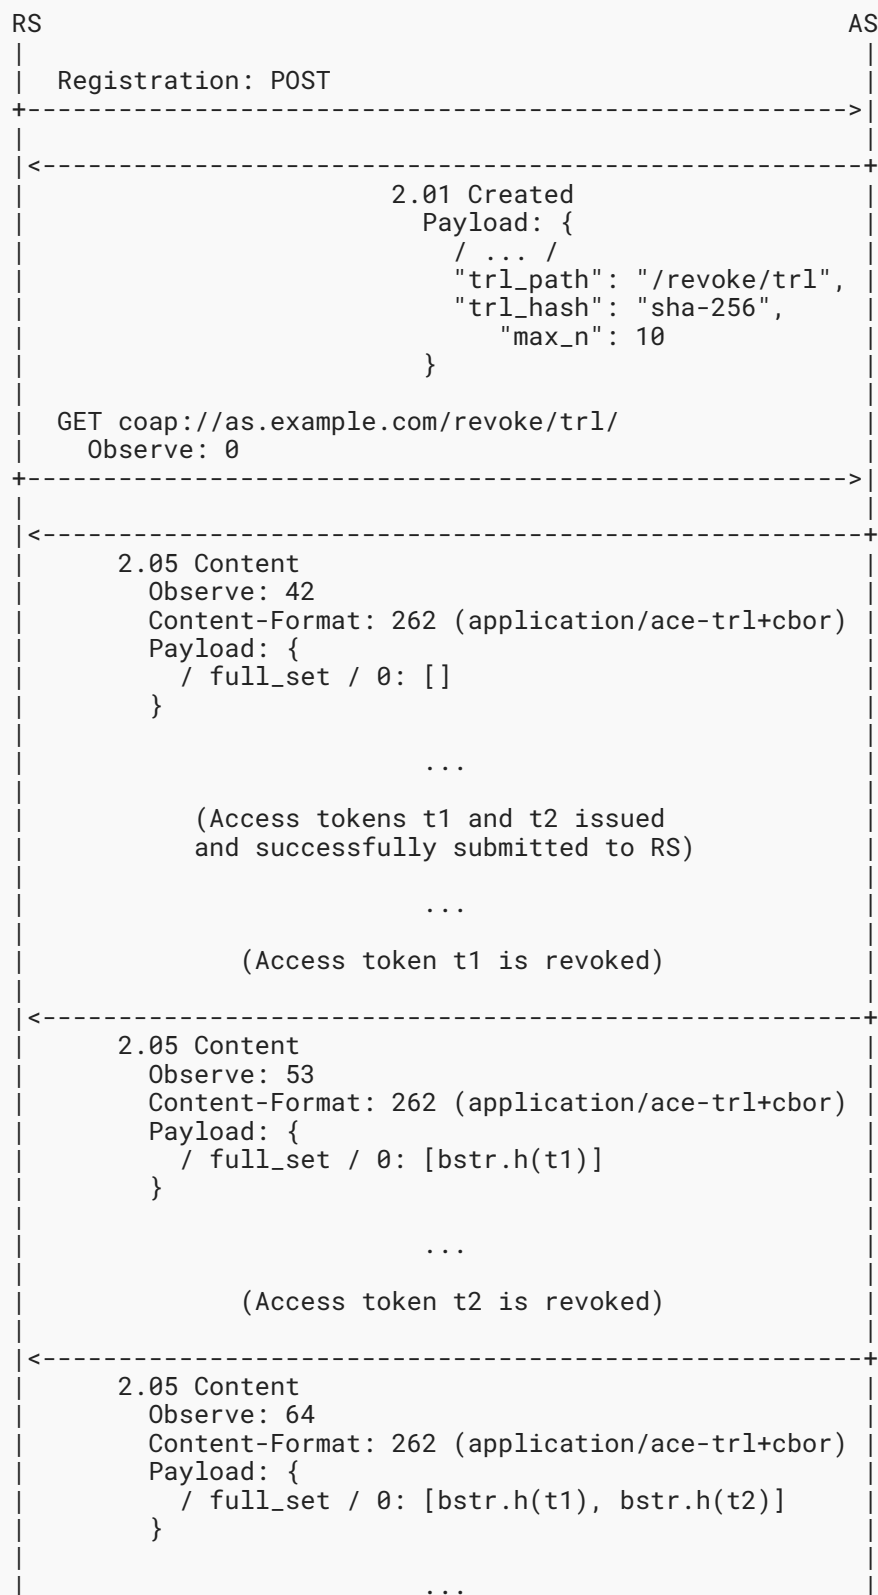 RS                                                     AS
|                                                       |
|  Registration: POST                                   |
+------------------------------------------------------>|
|                                                       |
|<------------------------------------------------------+
|                        2.01 Created                   |
|                          Payload: {                   |
|                            / ... /                    |
|                            "trl_path": "/revoke/trl", |
|                            "trl_hash": "sha-256",     |
|                               "max_n": 10             |
|                          }                            |
|                                                       |
|  GET coap://as.example.com/revoke/trl/                |
|    Observe: 0                                         |
+------------------------------------------------------>|
|                                                       |
|<------------------------------------------------------+
|      2.05 Content                                     |
|        Observe: 42                                    |
|        Content-Format: 262 (application/ace-trl+cbor) |
|        Payload: {                                     |
|          / full_set / 0: []                           |
|        }                                              |
|                                                       |
|                          ...                          |
|                                                       |
|           (Access tokens t1 and t2 issued             |
|           and successfully submitted to RS)           |
|                                                       |
|                          ...                          |
|                                                       |
|              (Access token t1 is revoked)             |
|                                                       |
|<------------------------------------------------------+
|      2.05 Content                                     |
|        Observe: 53                                    |
|        Content-Format: 262 (application/ace-trl+cbor) |
|        Payload: {                                     |
|          / full_set / 0: [bstr.h(t1)]                 |
|        }                                              |
|                                                       |
|                          ...                          |
|                                                       |
|              (Access token t2 is revoked)             |
|                                                       |
|<------------------------------------------------------+
|      2.05 Content                                     |
|        Observe: 64                                    |
|        Content-Format: 262 (application/ace-trl+cbor) |
|        Payload: {                                     |
|          / full_set / 0: [bstr.h(t1), bstr.h(t2)]     |
|        }                                              |
|                                                       |
|                          ...                          |